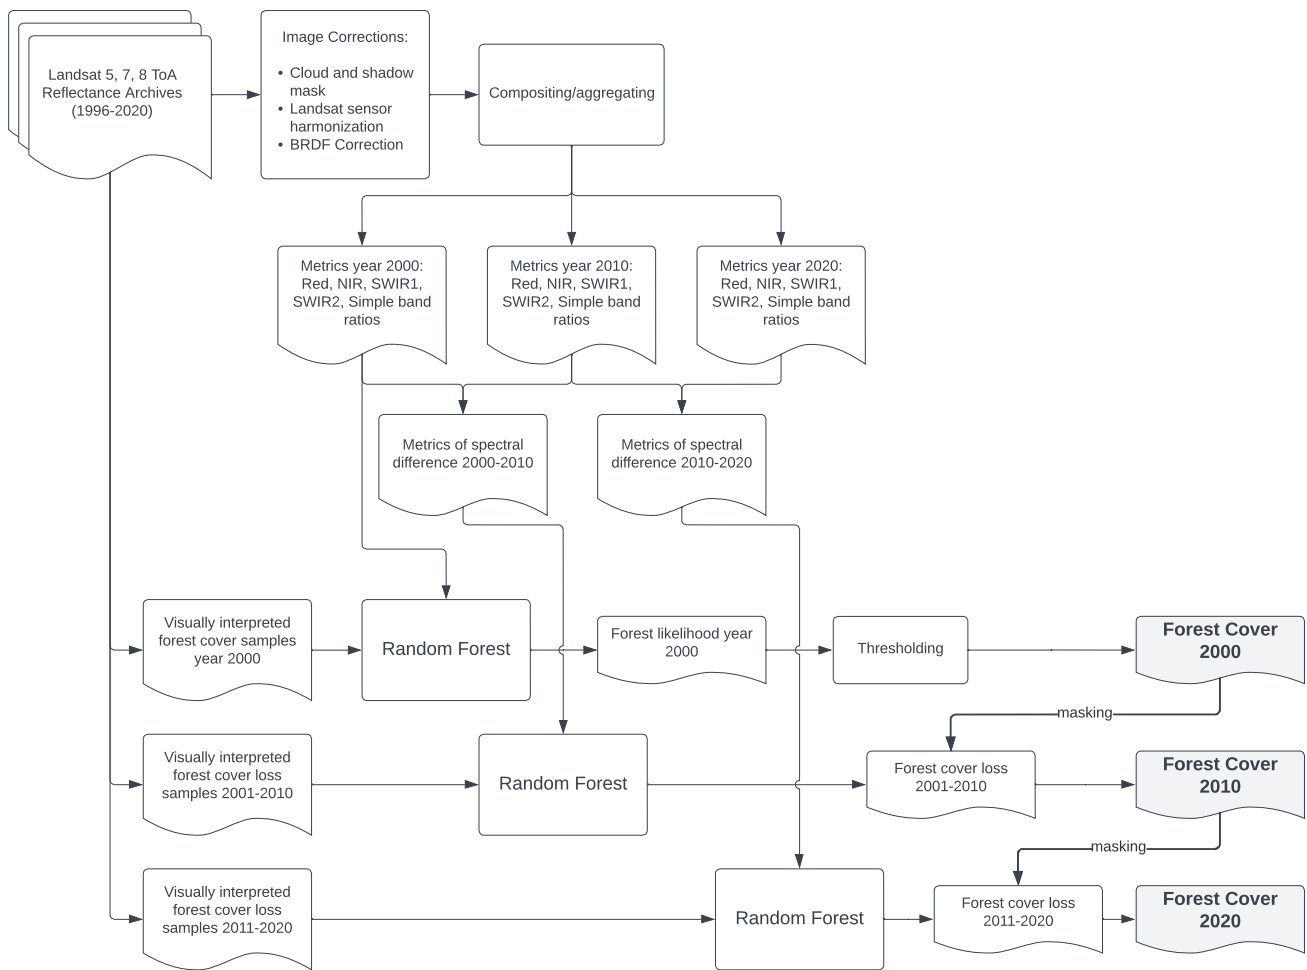 Landsat 5, 7, 8 ToA
Reflectance Archives
(1996-2020)
Image Corrections:
• Cloud and shadow
mask
• Landsat sensor
harmonization
• BRDF Correction
Compositing/aggregating
Metrics year 2000:
Red, NIR, SWIR1,
SWIR2, Simple band
ratios
Metrics year 2010:
Red, NIR, SWIR1,
SWIR2, Simple band
ratios
Metrics year 2020:
Red, NIR, SWIR1,
SWIR2, Simple band
ratios
Metrics of spectral
difference 2000-2010
Metrics of spectral
difference 2010-2020
Visually interpreted
forest cover samples
year 2000
Random Forest
Forest likelihood year
2000
Thresholding
Forest Cover
2000
masking
Visually interpreted
forest cover loss
samples 2001-2010
Random Forest
Forest cover loss
2001-2010
Forest Cover
2010
masking
Visually interpreted
forest cover loss
samples 2011-2020
Random Forest
Forest cover loss
2011-2020
Forest Cover
2020